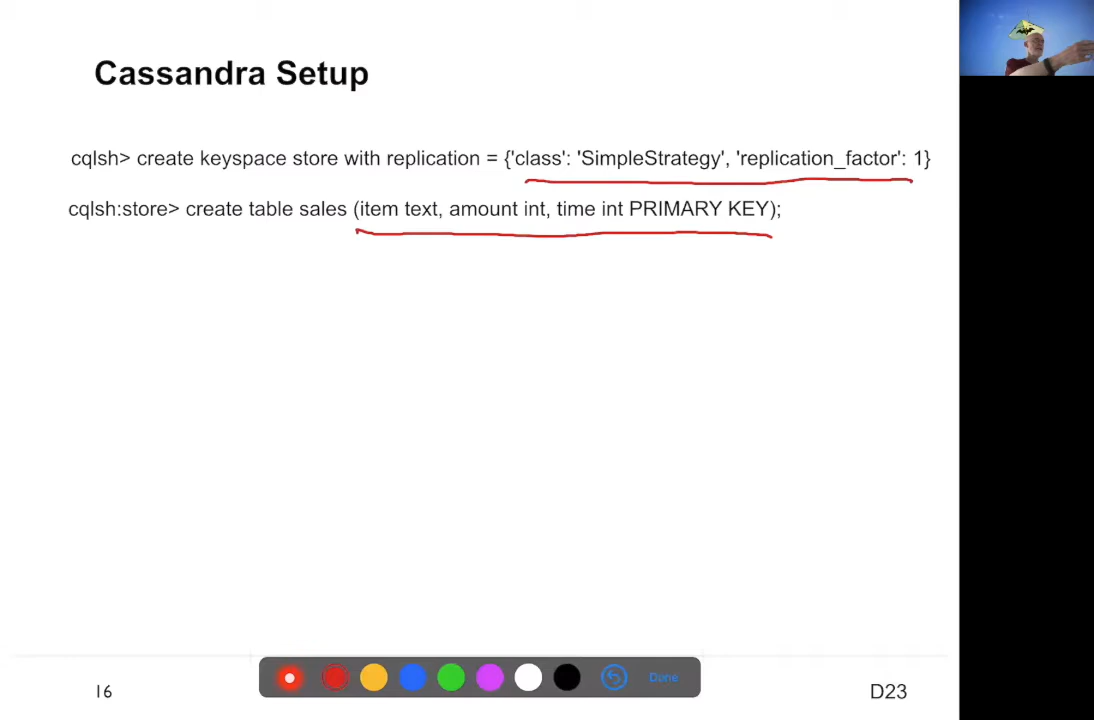 Cassandra Setup
cqlsh> create keyspace store with replication = {'class': 'SimpleStrategy', 'replication_factor': 1}
cqlsh:store> create table sales (item text, amount int, time int PRIMARY KEY);
Done
16
D23